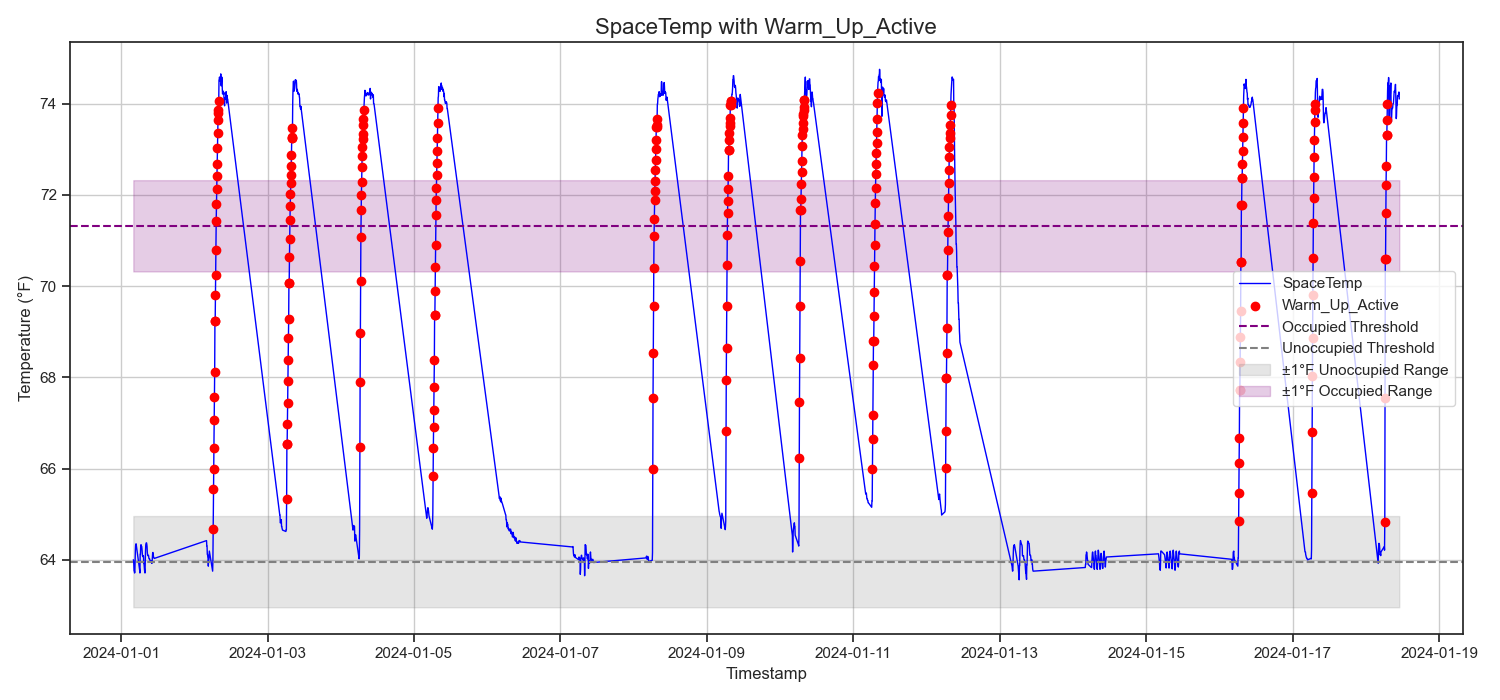 SpaceTemp with Warm_Up_Active
Temperature (°F)
74
72
70
68
66
64
SpaceTemp
Warm_Up_Active
Occupied Threshold
Unoccupied Threshold
±1°F Unoccupied Range
±1°F Occupied Range
2024-01-01
2024-01-03
2024-01-05
2024-01-07
2024-01-09
2024-01-11
2024-01-13
2024-01-15
2024-01-17
2024-01-19
Timestamp